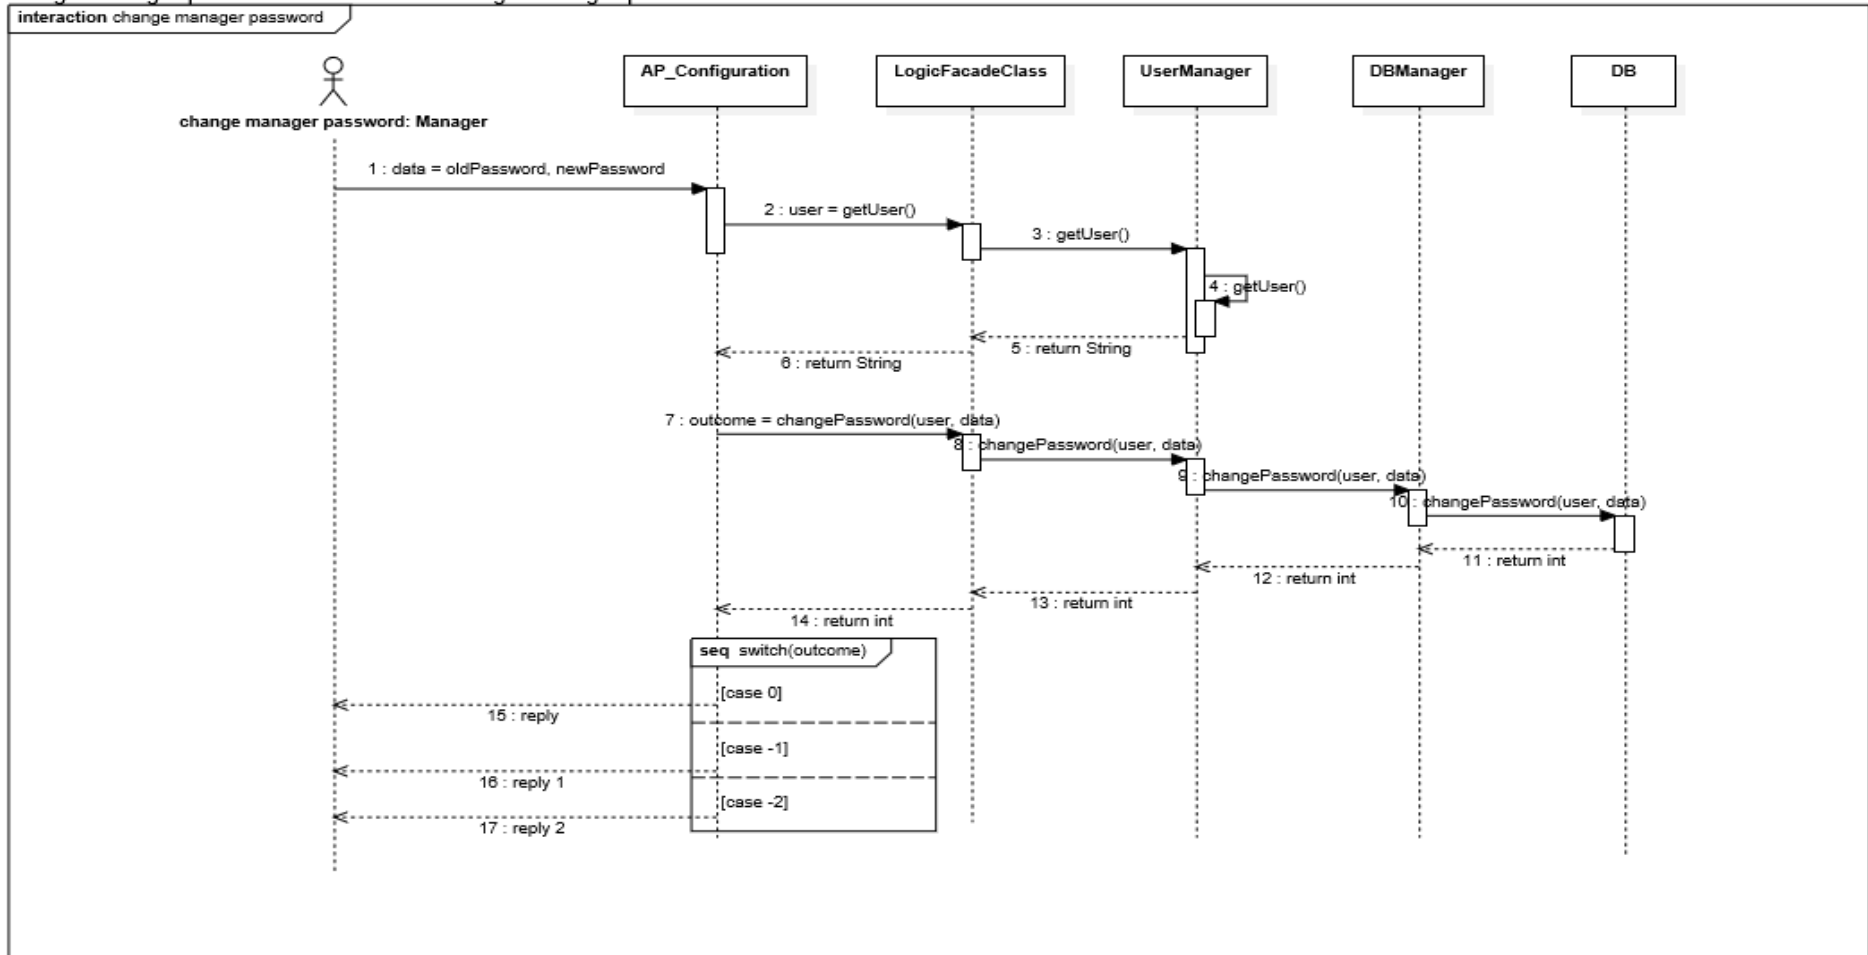 interaction change manager password
AP_Configuration
LogicFacadeClass
UserManager
DBManager
DB
change manager password: Manager
1 : data = oldPassword, newPassword
2 : user = getUser()
3 : getUser()
4 : getUser()
5 : return String
6 : return String
7 : outcome = changePassword(user, data)
8 : changePassword(user, data)
9 : changePassword(user, data)
10 : changePassword(user, data)
11 : return int
12 : return int
13 : return int
14 : return int
seq switch(outcome)
[case 0]
15 : reply
[case -1]
16 : reply 1
[case -2]
17 : reply 2